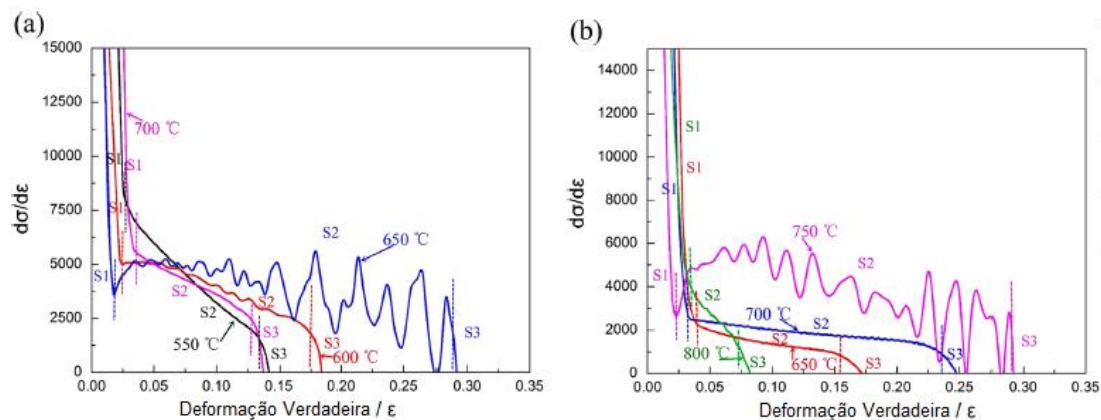 (a)
15000
12500
10000
7500
5000
2500
0
dσ/dε
0.00 0.05 0.10 0.15 0.20 0.25 0.30 0.35
Deformação Verdadeira / ε
700 ℃
S1
S1
S1
S1
S2
650 ℃
S2
S2
S2
550 ℃
600 ℃
S3
S3
S3
S3
(b)
14000
12000
10000
8000
6000
4000
2000
0
dσ/dε
0.00 0.05 0.10 0.15 0.20 0.25 0.30 0.35
Deformação Verdadeira / ε
S1
S1
S1
S1
750 ℃
S2
S2
700 ℃
S2
S2
800 ℃
650 ℃
S3
S3
S3
S3